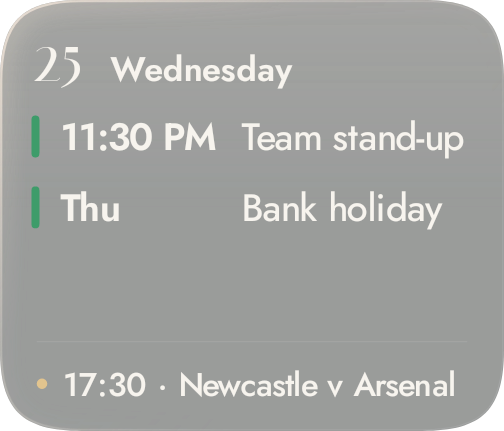 25 Wednesday
11:30 PM Team stand-up
Thu Bank holiday
17:30 · Newcastle v Arsenal